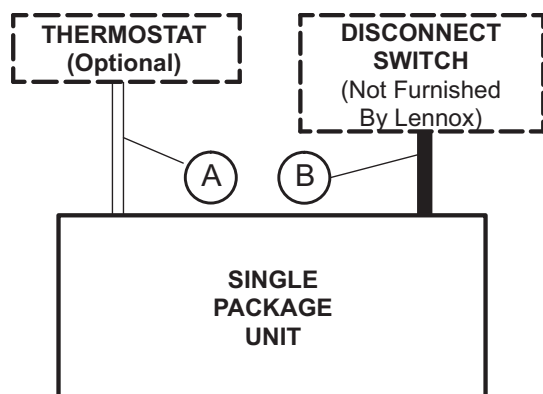 THERMOSTAT
(Optional)
DISCONNECT
SWITCH
(Not Furnished
By Lennox)
A
B
SINGLE
PACKAGE
UNIT